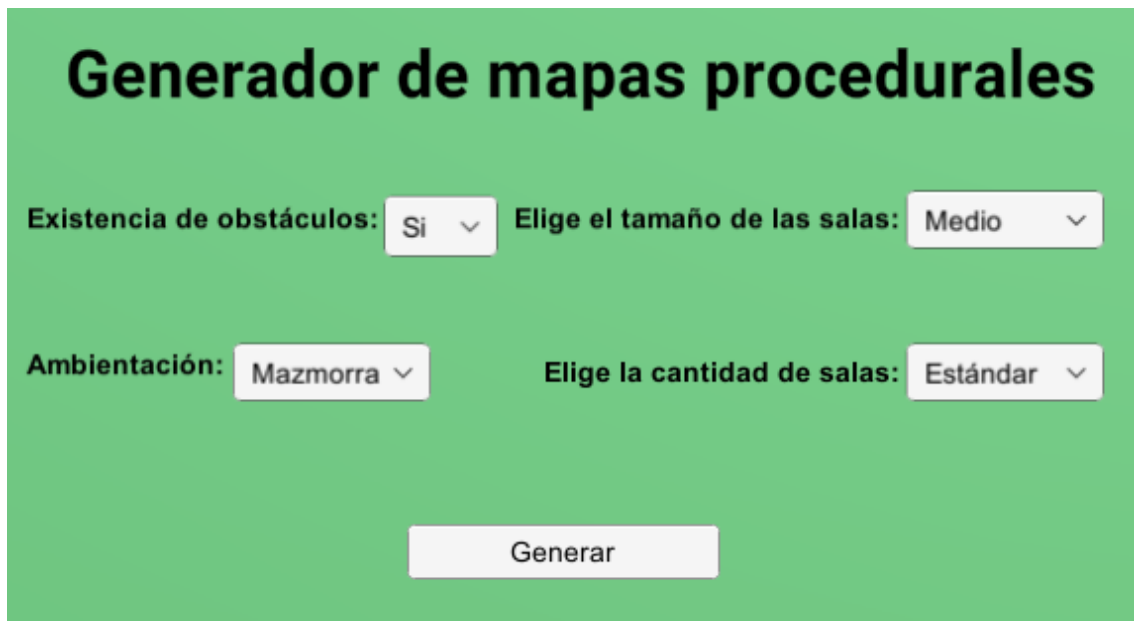 Generador de mapas procedurales
Existencia de obstáculos: Si Elige el tamaño de las salas: Medio
Ambientación: Mazmorra Elige la cantidad de salas: Estándar
Generar